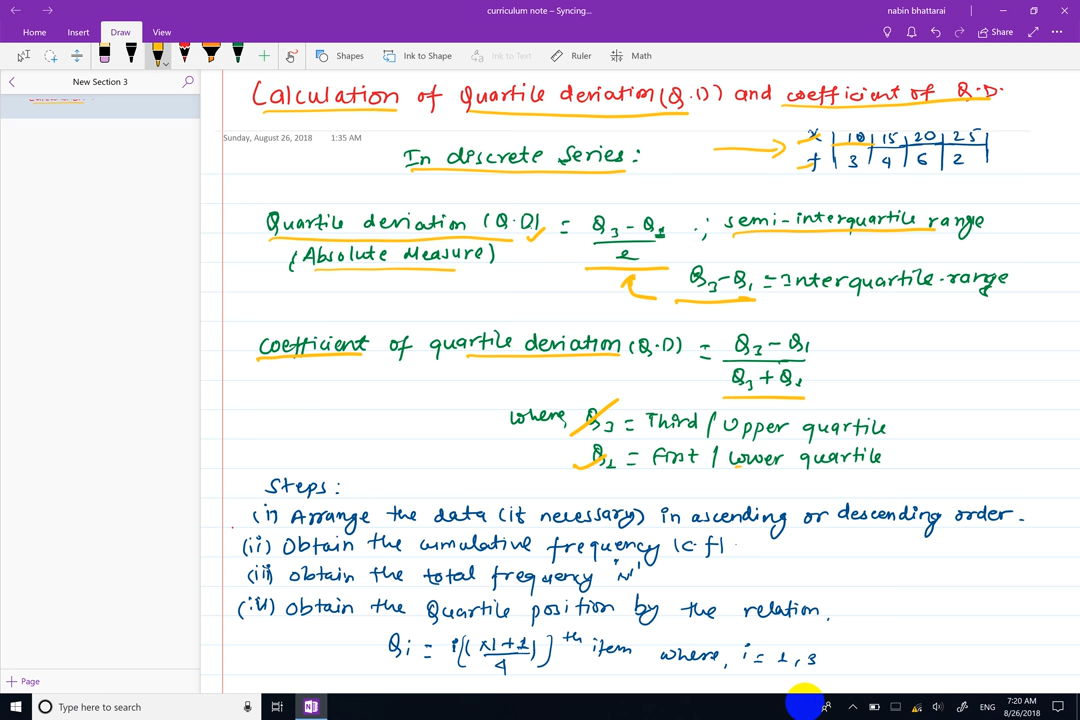 curriculum note – Syncing...
nabin bhattarai
Home Insert Draw View
Share
Shapes Ink to Shape Ink to Text Ruler Math
New Section 3
Calculation of Quartile deviation (Q.D) and coefficient of Q.D.
Sunday, August 26, 2018 1:35 AM
x | 10 | 15 | 20 | 25
f | 3 | 4 | 6 | 2
In discrete Series:
Quartile deviation (Q.D) = Q3 - Q1 / 2 ; semi-interquartile range
(Absolute Measure)
Q3-Q1 = Interquartile range
coefficient of quartile deviation (Q.D) = Q3 - Q1 / Q3 + Q1
where, Q3 = Third / Upper quartile
Q1 = First / Lower quartile
Steps:
(i) Arrange the data (if necessary) in ascending or descending order.
(ii) Obtain the cumulative frequency (c.f)
(iii) obtain the total frequency 'N'
(iv) Obtain the Quartile position by the relation.
Qi = i((N+1)/4)th item where, i = 1, 3
Page
Type here to search
ENG
7:20 AM
8/26/2018